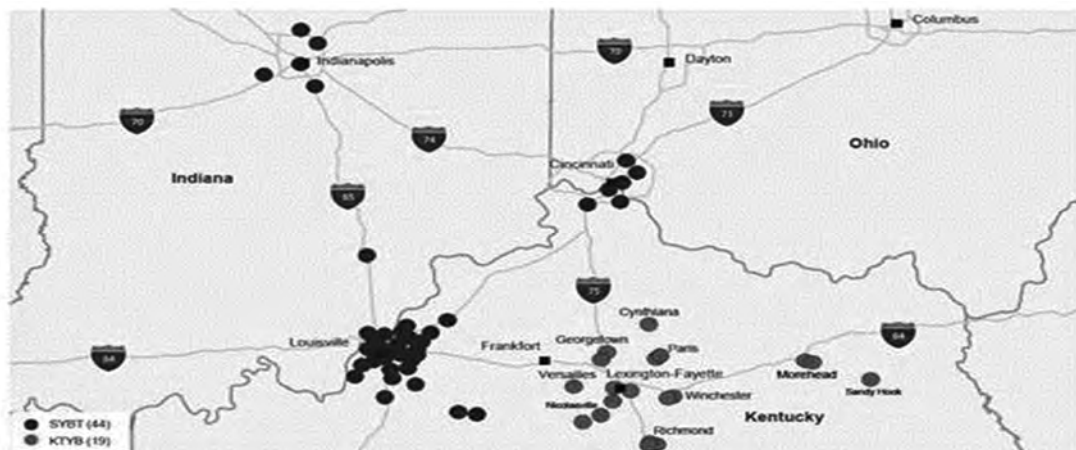 Columbus
Indianapolis
70
Dayton
70
71
74
Cincinnati
Ohio
Indiana
65
75
Cynthiana
Louisville
Georgetown
64
64
Frankfort
Paris
Versailles
Lexington-Fayette
Morehead
Sandy Hook
Nicholasville
Winchester
Kentucky
SYBT (44)
Richmond
KTYB (19)